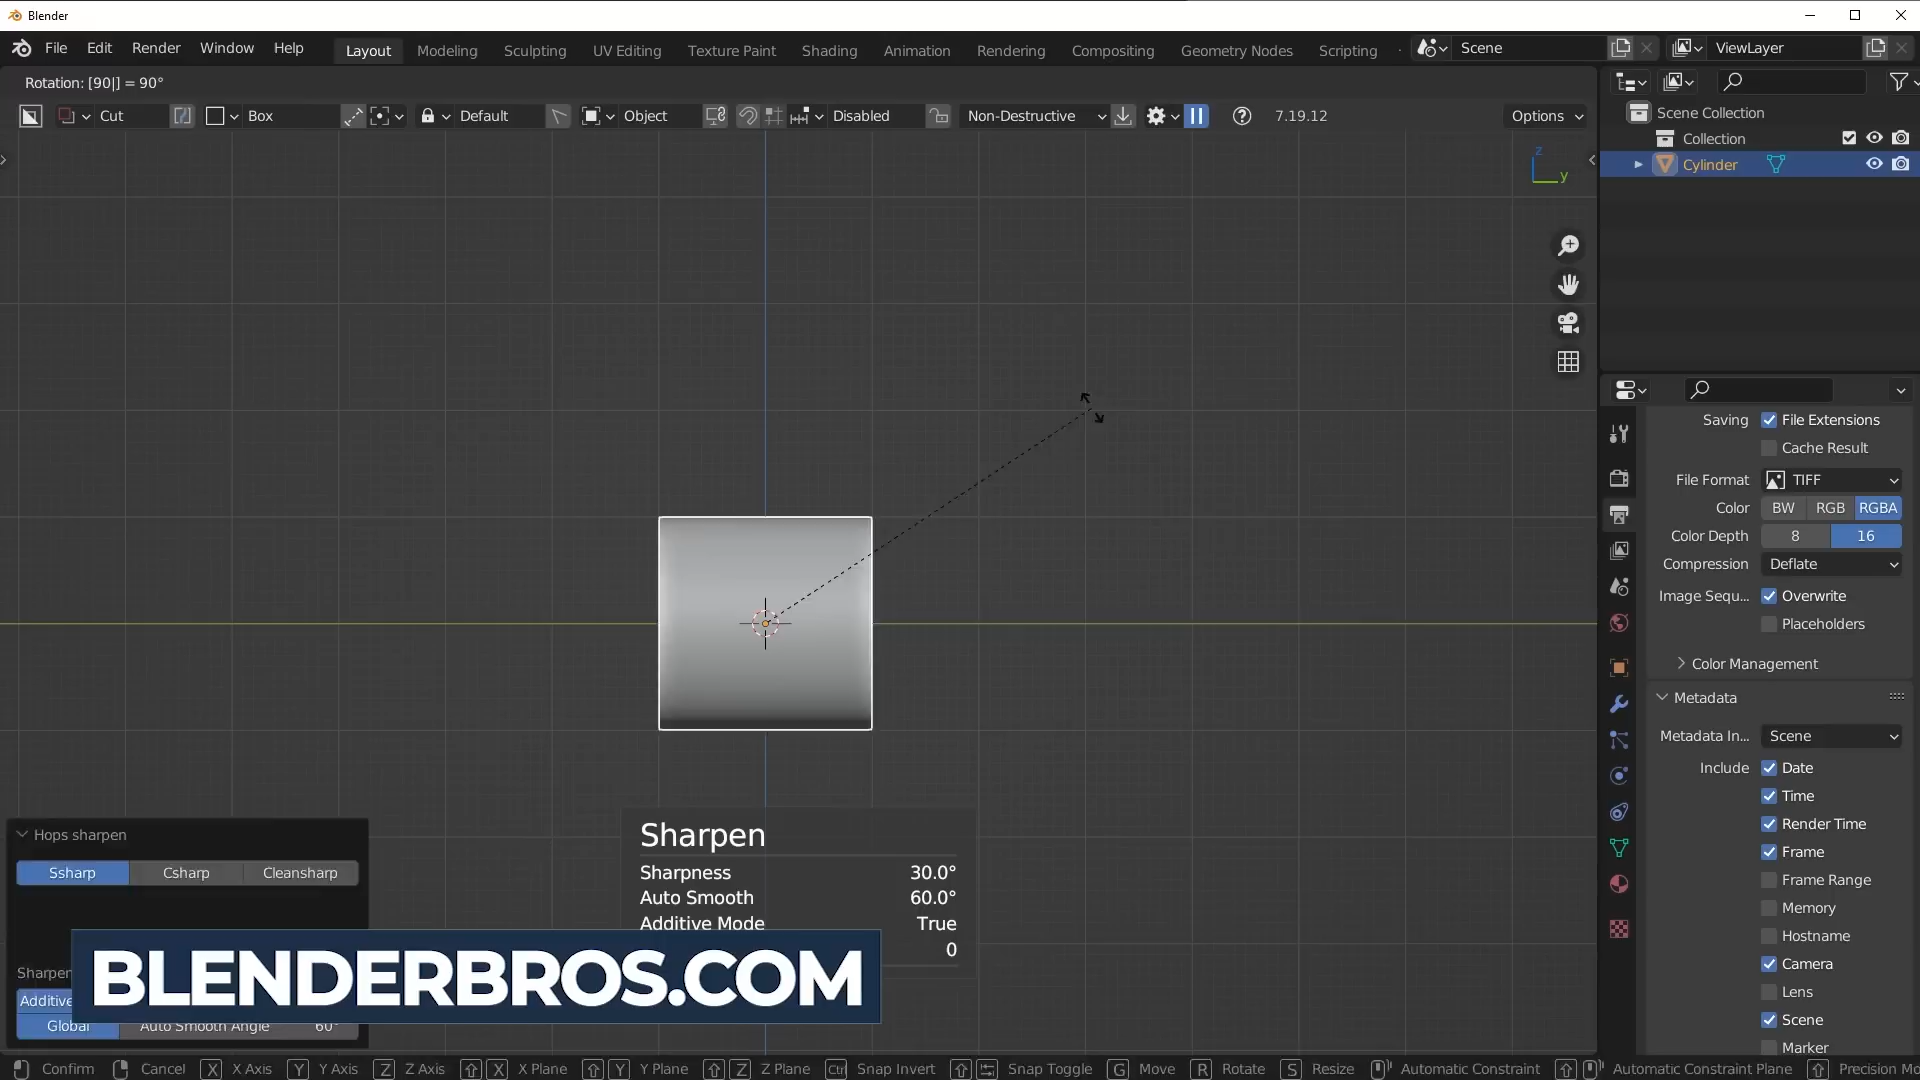 Blender
File Edit Render Window Help Layout Modeling Sculpting UV Editing Texture Paint Shading Animation Rendering Compositing Geometry Nodes Scripting Scene ViewLayer
Rotation: [90|] = 90°
Cut Box Default Object Disabled Non-Destructive 7.19.12 Options
Scene Collection
Collection
Cylinder
z
y
Saving File Extensions
Cache Result
File Format TIFF
Color BW RGB RGBA
Color Depth 8 16
Compression Deflate
Image Sequ... Overwrite
Placeholders
Color Management
Metadata
Metadata In... Scene
Include Date
Time
Render Time
Frame
Frame Range
Memory
Hostname
Camera
Lens
Scene
Marker
Hops sharpen
Ssharp Csharp Cleansharp
Sharpen
Additive
Global Auto Smooth Angle 60°
Sharpen
Sharpness 30.0°
Auto Smooth 60.0°
Additive Mode True
0
BLENDERBROS.COM
Confirm Cancel X X Axis Y Y Axis Z Z Axis X X Plane Y Y Plane Z Z Plane Ctrl Snap Invert Snap Toggle G Move R Rotate S Resize Automatic Constraint Automatic Constraint Plane Precision Mo